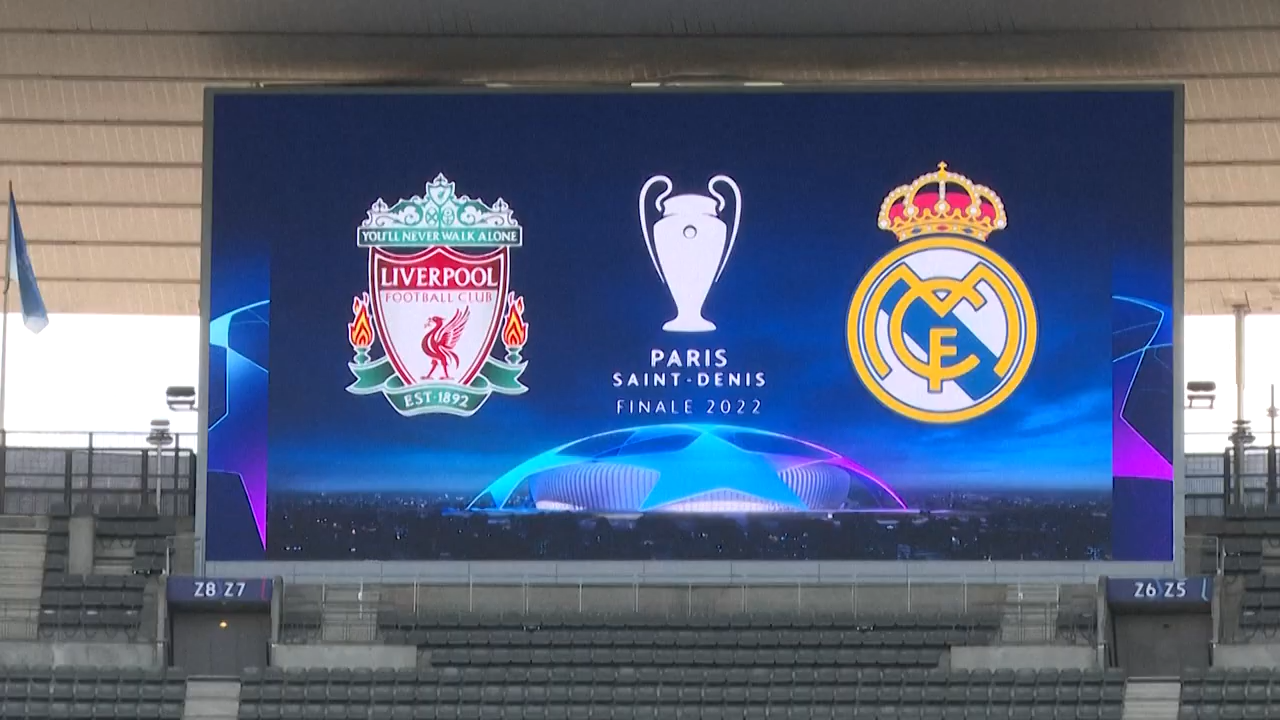 YOU'LL NEVER WALK ALONE
LIVERPOOL
FOOTBALL CLUB
EST·1892
PARIS
SAINT-DENIS
FINALE 2022
Z8 Z7
Z6 Z5